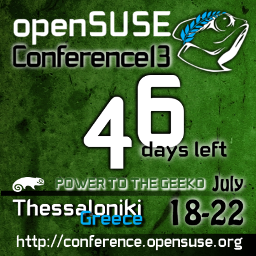 openSUSE
Conference13
46
days left
POWER TO THE GEEKO July
Thessaloniki 18-22
Greece
http://conference.opensuse.org